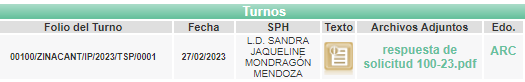 Turnos
Folio del Turno Fecha SPH Texto Archivos Adjuntos Edo.
00100/ZINACANT/IP/2023/TSP/0001 27/02/2023 L.D. SANDRA JAQUELINE MONDRAGÓN MENDOZA respuesta de solicitud 100-23.pdf ARC